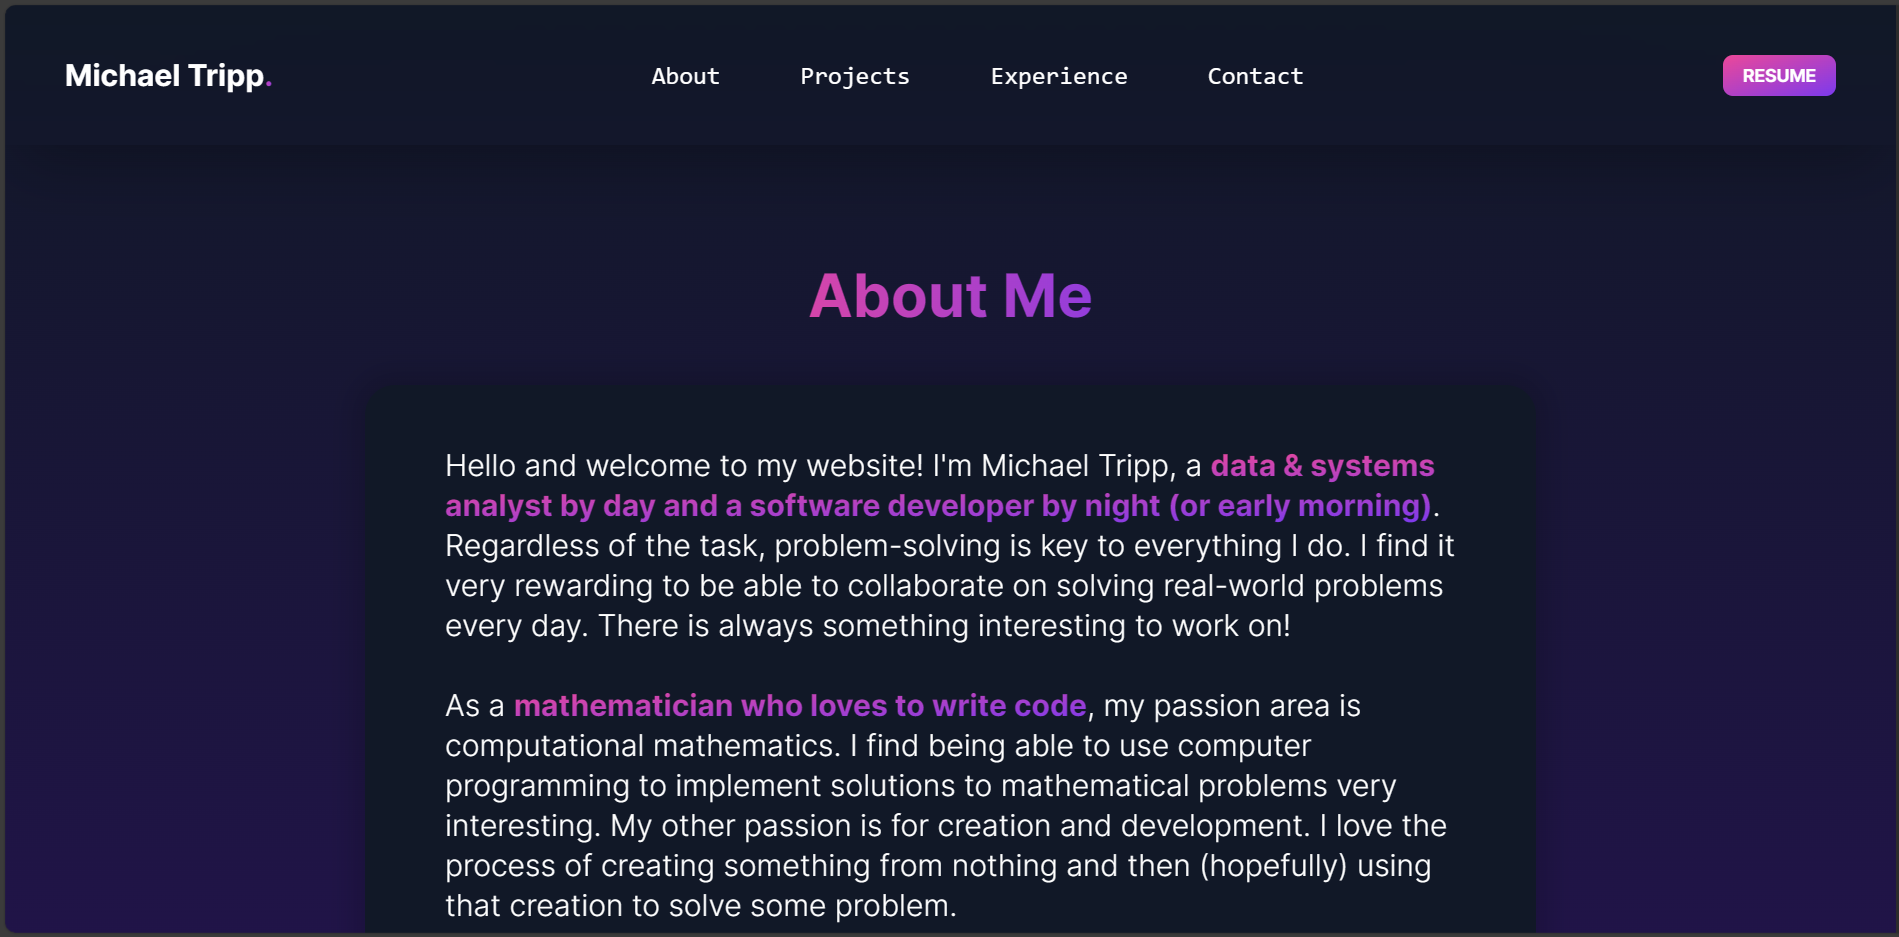 Michael Tripp.
About
Projects
Experience
Contact
RESUME
About Me
Hello and welcome to my website! I'm Michael Tripp, a data & systems
analyst by day and a software developer by night (or early morning).
Regardless of the task, problem-solving is key to everything I do. I find it
very rewarding to be able to collaborate on solving real-world problems
every day. There is always something interesting to work on!
As a mathematician who loves to write code, my passion area is
computational mathematics. I find being able to use computer
programming to implement solutions to mathematical problems very
interesting. My other passion is for creation and development. I love the
process of creating something from nothing and then (hopefully) using
that creation to solve some problem.